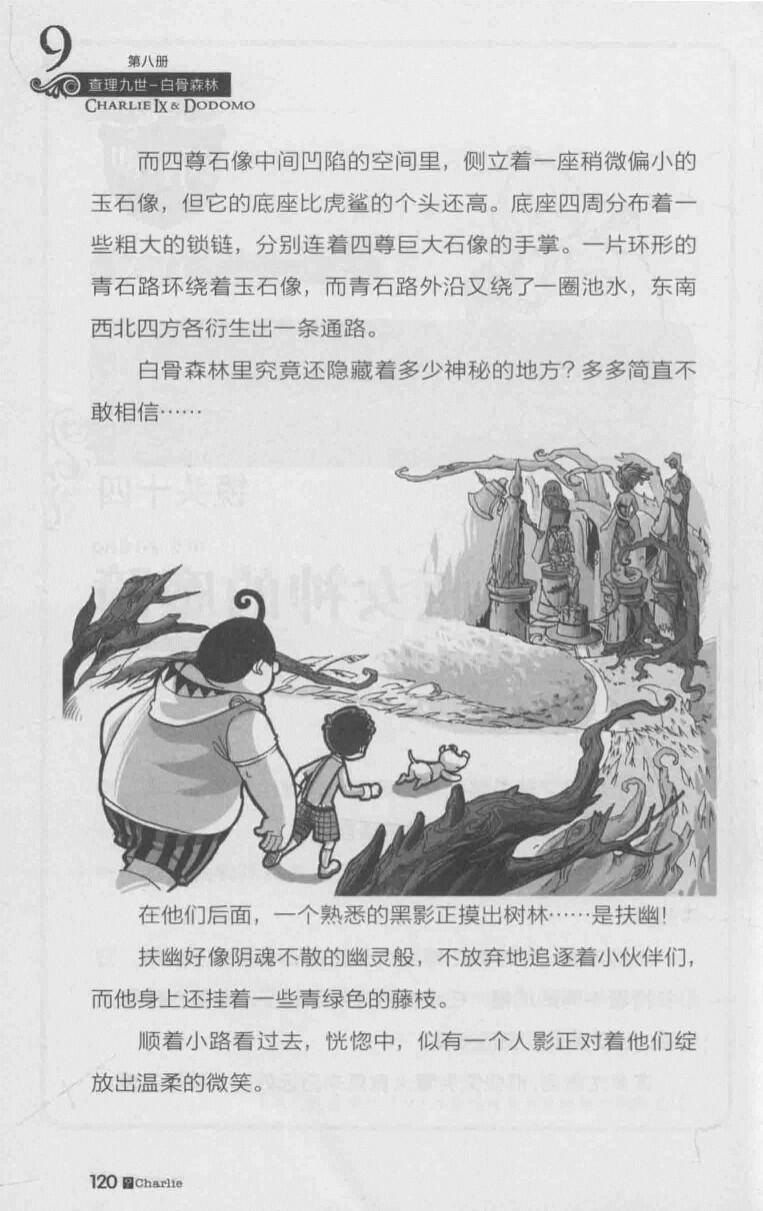 9
第八册
查理九世-白骨森林
CHARLIE IX & DODOMO
而四尊石像中间凹陷的空间里，侧立着一座稍微偏小的
玉石像，但它的底座比虎鲨的个头还高。底座四周分布着一
些粗大的锁链，分别连着四尊巨大石像的手掌。一片环形的
青石路环绕着玉石像，而青石路外沿又绕了一圈池水，东南
西北四方各衍生出一条通路。
白骨森林里究竟还隐藏着多少神秘的地方？多多简直不
敢相信……
在他们后面，一个熟悉的黑影正摸出树林……是扶幽！
扶幽好像阴魂不散的幽灵般，不放弃地追逐着小伙伴们，
而他身上还挂着一些青绿色的藤枝。
顺着小路看过去，恍惚中，似有一个人影正对着他们绽
放出温柔的微笑。
120 9 Charlie